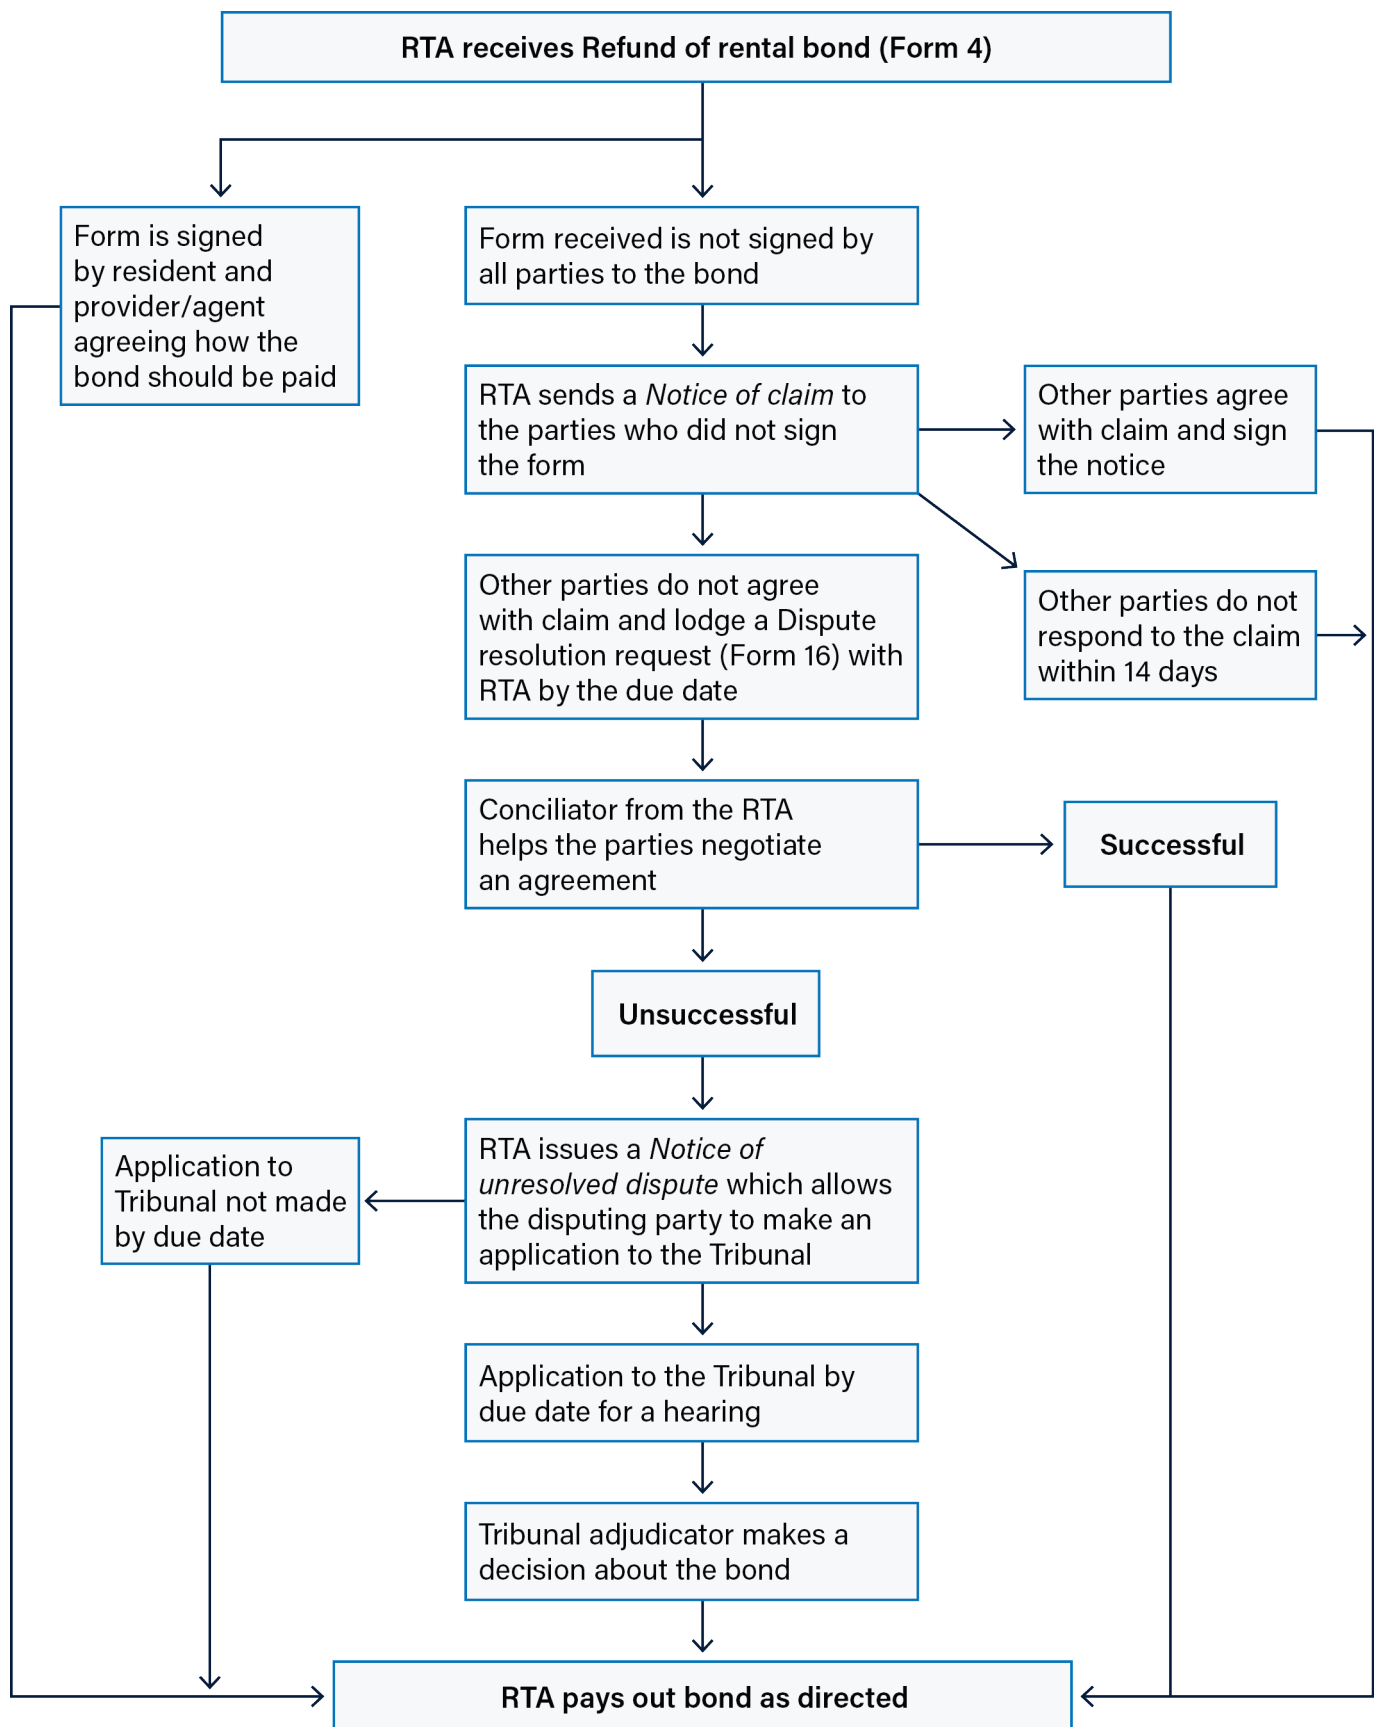 RTA receives Refund of rental bond (Form 4)
Form is signed
by resident and
provider/agent
agreeing how the
bond should be paid
Form received is not signed by
all parties to the bond
RTA sends a Notice of claim to
the parties who did not sign
the form
Other parties agree
with claim and sign
the notice
Other parties do not agree
with claim and lodge a Dispute
resolution request (Form 16) with
RTA by the due date
Other parties do not
respond to the claim
within 14 days
Conciliator from the RTA
helps the parties negotiate
an agreement
Successful
Unsuccessful
RTA issues a Notice of
unresolved dispute which allows
the disputing party to make an
application to the Tribunal
Application to
Tribunal not made
by due date
Application to the Tribunal by
due date for a hearing
Tribunal adjudicator makes a
decision about the bond
RTA pays out bond as directed